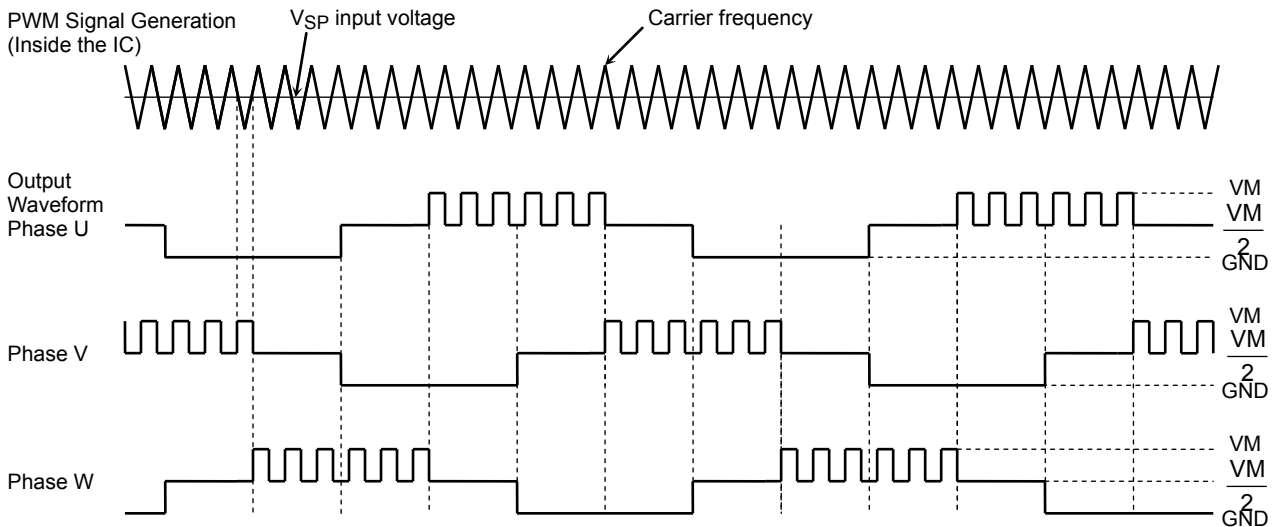 PWM Signal Generation
(Inside the IC)
VSP input voltage
Carrier frequency
Output
Waveform
Phase U
VM
VM
2
GND
Phase V
VM
VM
2
GND
Phase W
VM
VM
2
GND